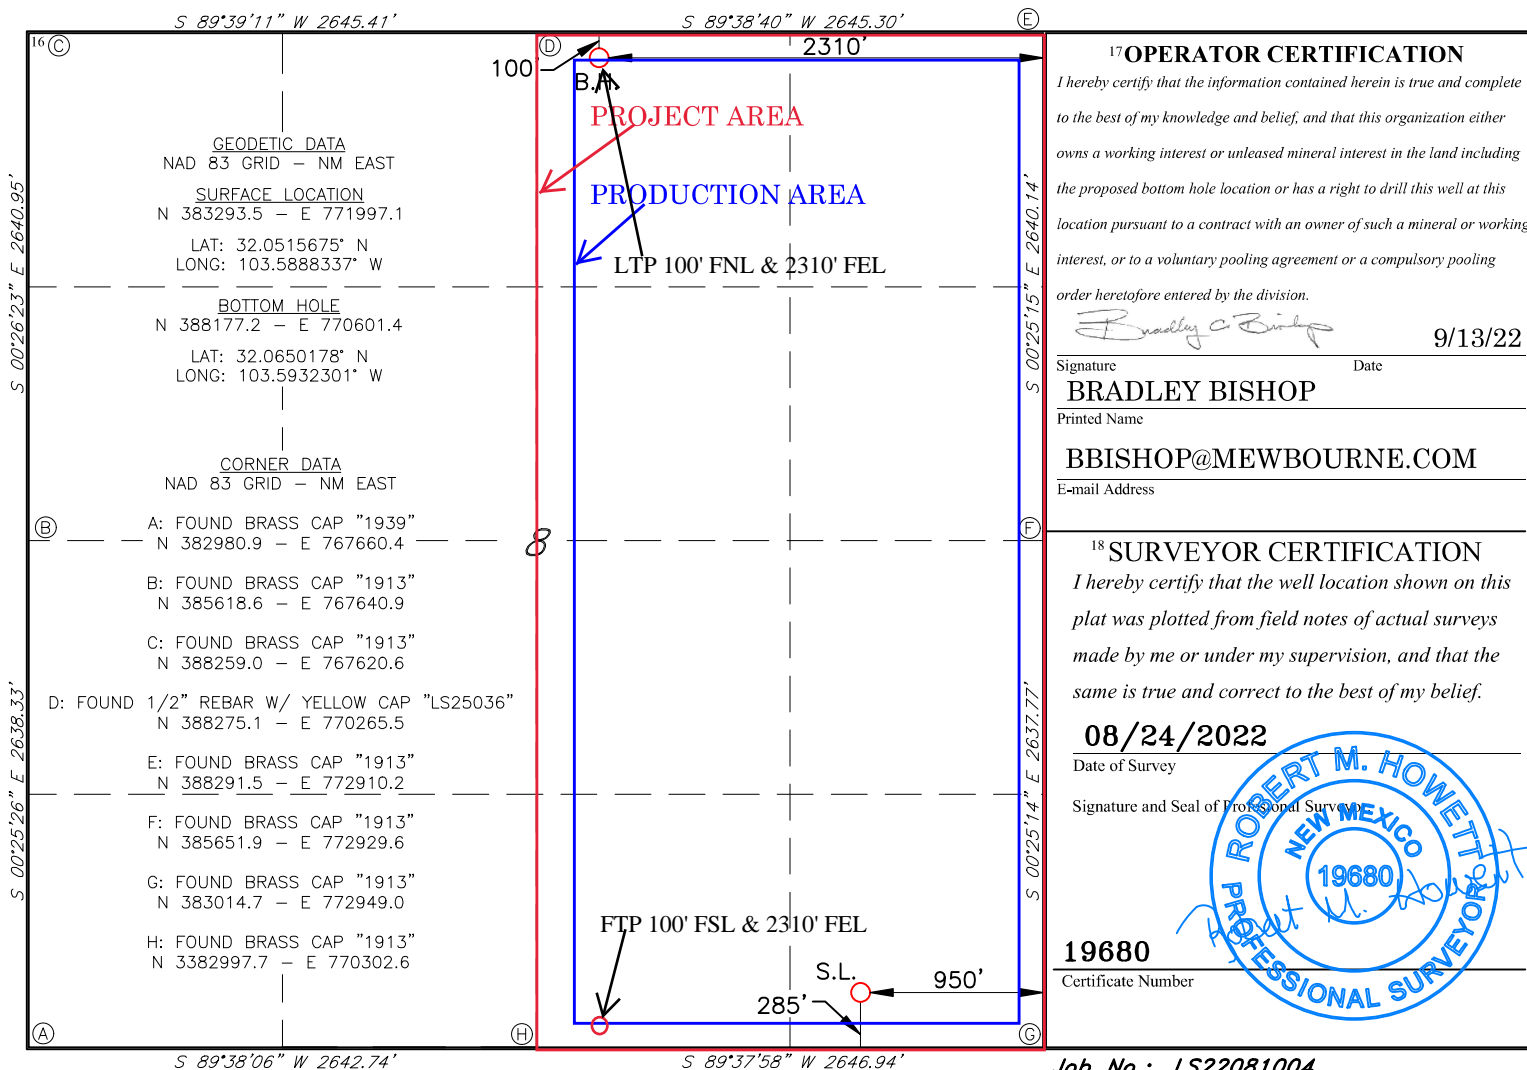 S 89°39'11" W 2645.41'
S 89°38'40" W 2645.30'
16 C
D
E
100'
2310'
B.H.
PROJECT AREA
PRODUCTION AREA
LTP 100' FNL & 2310' FEL
GEODETIC DATA
NAD 83 GRID – NM EAST
SURFACE LOCATION
N 383293.5 – E 771997.1
LAT: 32.0515675° N
LONG: 103.5888337° W
BOTTOM HOLE
N 388177.2 – E 770601.4
LAT: 32.0650178° N
LONG: 103.5932301° W
CORNER DATA
NAD 83 GRID – NM EAST
A: FOUND BRASS CAP "1939"
N 382980.9 – E 767660.4
B: FOUND BRASS CAP "1913"
N 385618.6 – E 767640.9
C: FOUND BRASS CAP "1913"
N 388259.0 – E 767620.6
D: FOUND 1/2" REBAR W/ YELLOW CAP "LS25036"
N 388275.1 – E 770265.5
E: FOUND BRASS CAP "1913"
N 388291.5 – E 772910.2
F: FOUND BRASS CAP "1913"
N 385651.9 – E 772929.6
G: FOUND BRASS CAP "1913"
N 383014.7 – E 772949.0
H: FOUND BRASS CAP "1913"
N 3382997.7 – E 770302.6
S 00°26'23" E 2640.95'
S 00°25'26" E 2638.33'
S 00°25'15" E 2640.14'
S 00°25'14" E 2637.77'
B
8
F
FTP 100' FSL & 2310' FEL
S.L.
950'
285'
A
H
G
S 89°38'06" W 2642.74'
S 89°37'58" W 2646.94'
17 OPERATOR CERTIFICATION
I hereby certify that the information contained herein is true and complete
to the best of my knowledge and belief, and that this organization either
owns a working interest or unleased mineral interest in the land including
the proposed bottom hole location or has a right to drill this well at this
location pursuant to a contract with an owner of such a mineral or working
interest, or to a voluntary pooling agreement or a compulsory pooling
order heretofore entered by the division.
Bradley C Bishop
9/13/22
Signature Date
BRADLEY BISHOP
Printed Name
BBISHOP@MEWBOURNE.COM
E-mail Address
18 SURVEYOR CERTIFICATION
I hereby certify that the well location shown on this
plat was plotted from field notes of actual surveys
made by me or under my supervision, and that the
same is true and correct to the best of my belief.
08/24/2022
Date of Survey
Signature and Seal of Professional Surveyor:
ROBERT M. HOWETT
NEW MEXICO
19680
PROFESSIONAL SURVEYOR
Robert M. Howett
19680
Certificate Number
Job No.: LS22081004